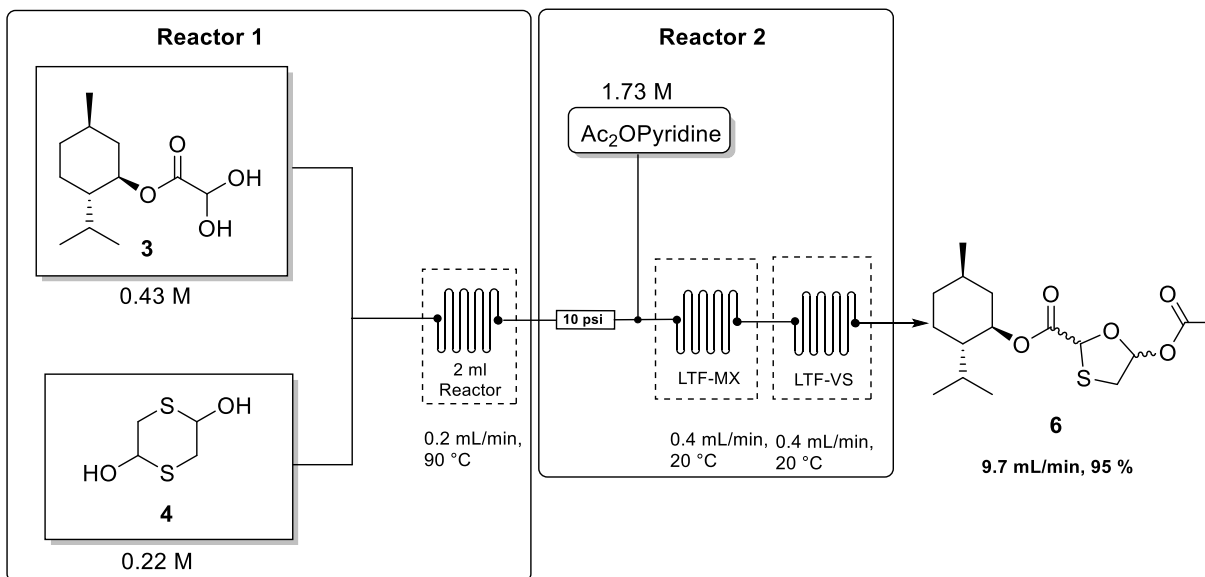 Reactor 1
Reactor 2
O
OH
O
OH
3
0.43 M
S
OH
HO
S
4
0.22 M
2 ml
Reactor
0.2 mL/min,
90 °C
10 psi
1.73 M
Ac₂OPyridine
LTF-MX
0.4 mL/min,
20 °C
LTF-VS
0.4 mL/min,
20 °C
O
O
O
O
O
S
6
9.7 mL/min, 95 %